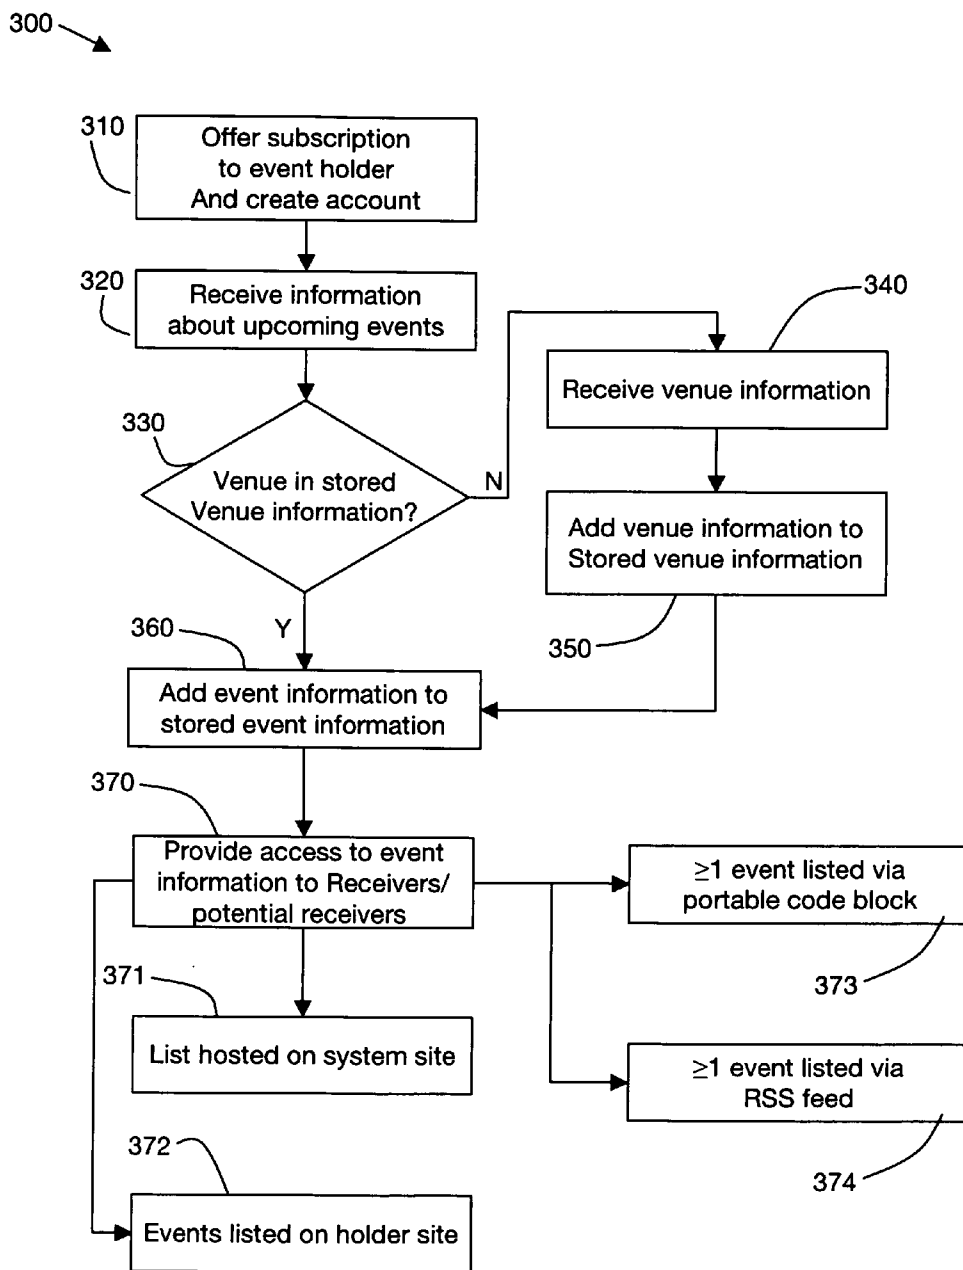 300
310
Offer subscription
to event holder
And create account
320
Receive information
about upcoming events
340
Receive venue information
330
Venue in stored
Venue information?
N
Add venue information to
Stored venue information
350
Y
360
Add event information to
stored event information
370
Provide access to event
information to Receivers/
potential receivers
≥1 event listed via
portable code block
373
371
List hosted on system site
≥1 event listed via
RSS feed
374
372
Events listed on holder site